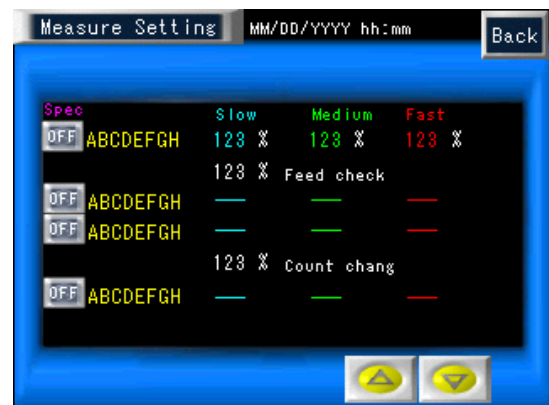 Measure Setting MM/DD/YYYY hh:mm Back
Spec Slow Medium Fast
OFF ABCDEFGH 123 % 123 % 123 %
123 % Feed check
OFF ABCDEFGH — — —
OFF ABCDEFGH — — —
123 % Count chang
OFF ABCDEFGH — — —